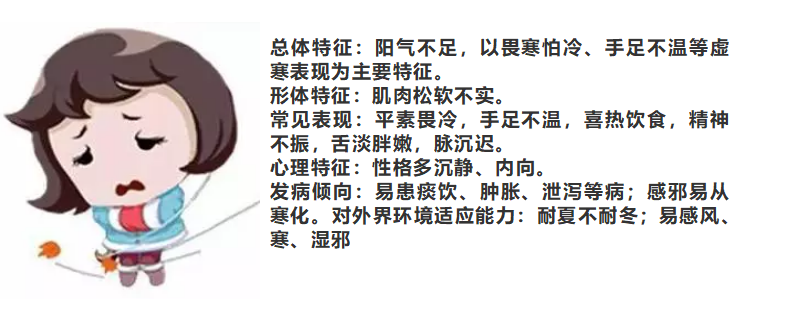 总体特征：阳气不足，以畏寒怕冷、手足不温等虚
寒表现为主要特征。
形体特征：肌肉松软不实。
常见表现：平素畏冷，手足不温，喜热饮食，精神
不振，舌淡胖嫩，脉沉迟。
心理特征：性格多沉静、内向。
发病倾向：易患痰饮、肿胀、泄泻等病；感邪易从
寒化。对外界环境适应能力：耐夏不耐冬；易感风、
寒、湿邪